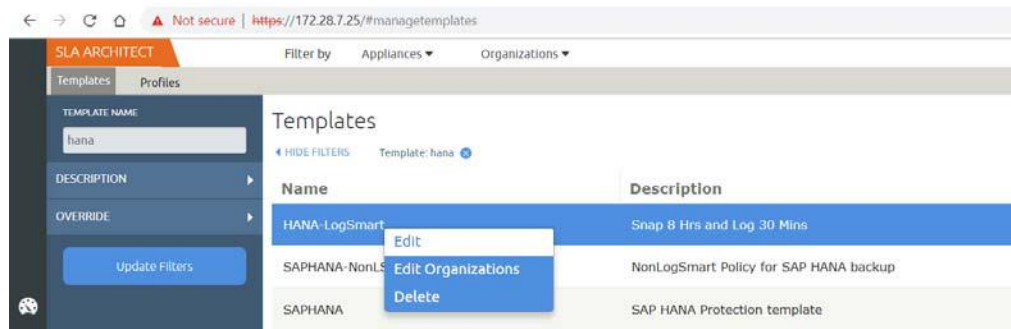 Not secure | https://172.28.7.25/#managetemplates
SLA ARCHITECT
Filter by Appliances Organizations
Templates Profiles
TEMPLATE NAME
hana
DESCRIPTION
OVERRIDE
Update Filters
Templates
HIDE FILTERS Template: hana
Name Description
HANA-LogSmart Snap 8 Hrs and Log 30 Mins
Edit
SAPHANA-NonLS NonLogSmart Policy for SAP HANA backup
Edit Organizations
Delete
SAPHANA SAP HANA Protection template